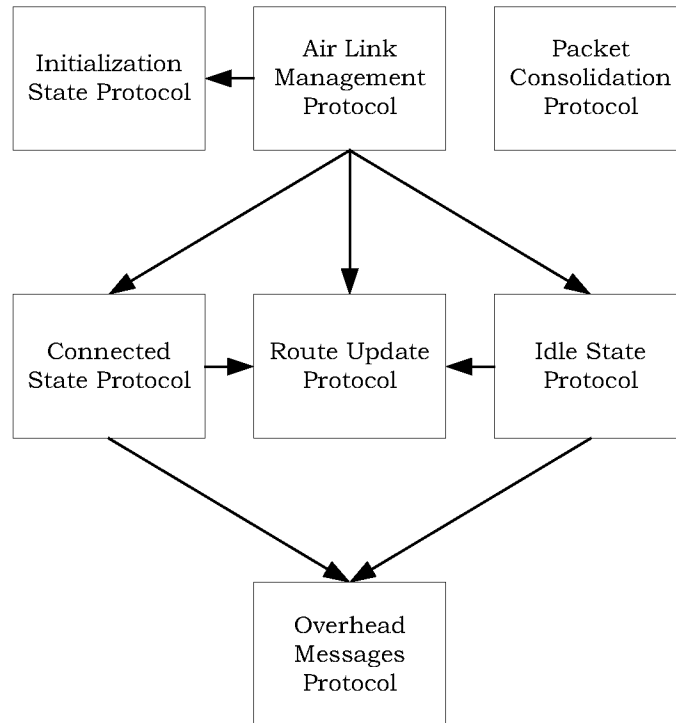 Initialization
State Protocol
Air Link
Management
Protocol
Packet
Consolidation
Protocol
Connected
State Protocol
Route Update
Protocol
Idle State
Protocol
Overhead
Messages
Protocol